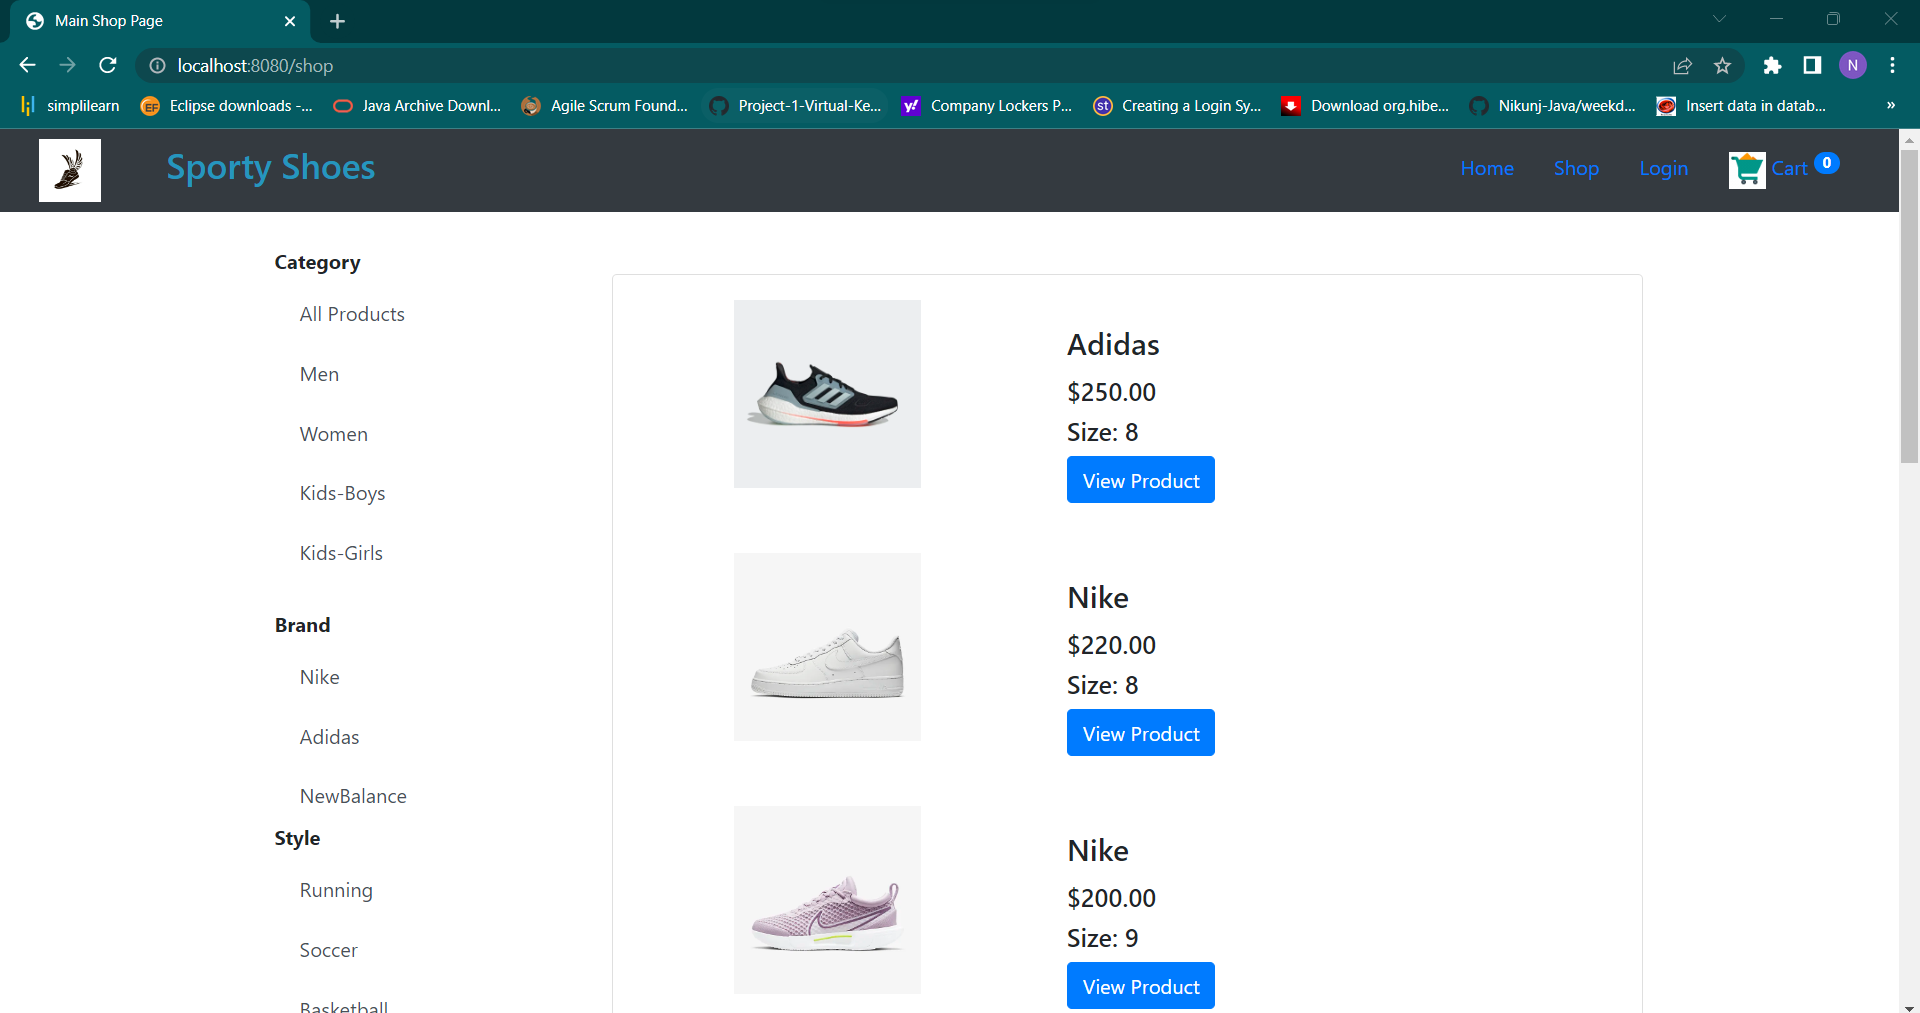 Main Shop Page
localhost:8080/shop
N
simplilearn
Eclipse downloads -...
Java Archive Downl...
Agile Scrum Found...
Project-1-Virtual-Ke...
Company Lockers P...
Creating a Login Sy...
Download org.hibe...
Nikunj-Java/weekd...
Insert data in datab...
»
Sporty Shoes
Home
Shop
Login
Cart 0
Category
All Products
Men
Women
Kids-Boys
Kids-Girls
Brand
Nike
Adidas
NewBalance
Style
Running
Soccer
Basketball
Adidas
$250.00
Size: 8
View Product
Nike
$220.00
Size: 8
View Product
Nike
$200.00
Size: 9
View Product